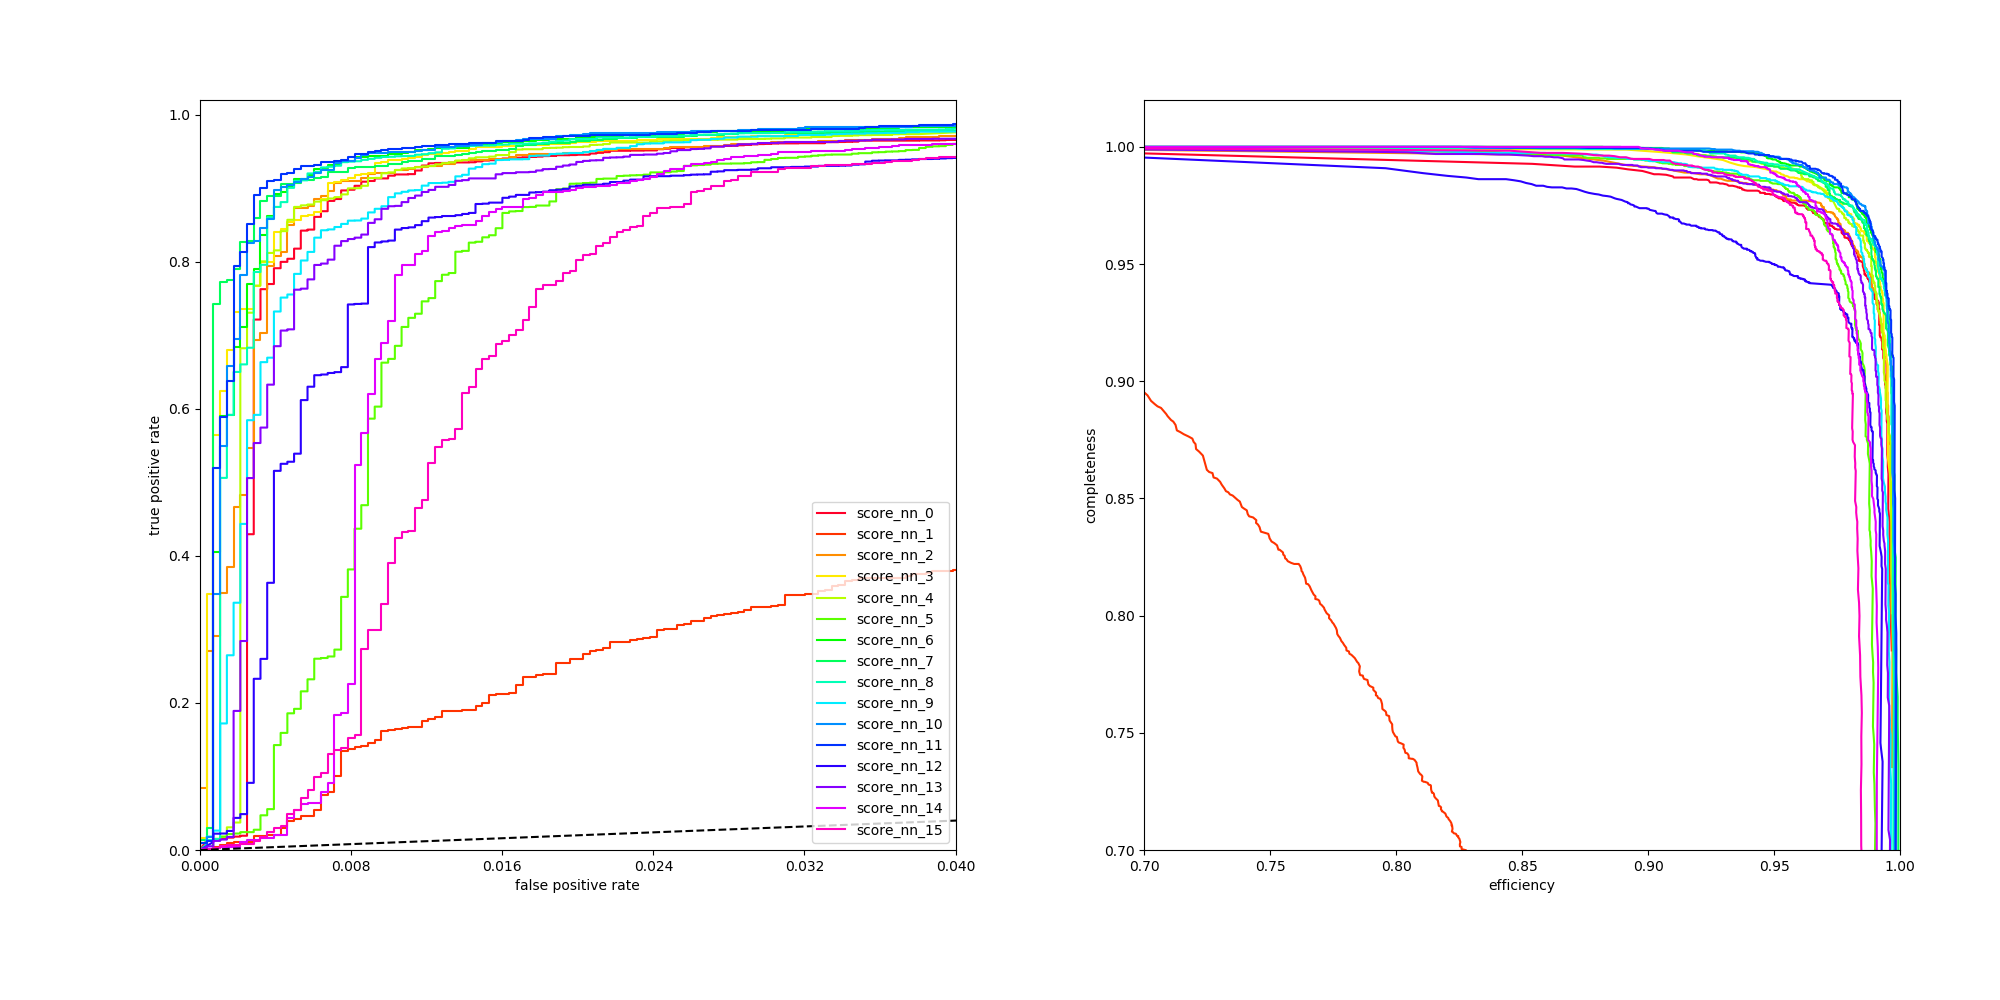 1.0
0.8
0.6
0.4
0.2
0.0
true positive rate
0.000
0.008
0.016
0.024
0.032
0.040
false positive rate
score_nn_0
score_nn_1
score_nn_2
score_nn_3
score_nn_4
score_nn_5
score_nn_6
score_nn_7
score_nn_8
score_nn_9
score_nn_10
score_nn_11
score_nn_12
score_nn_13
score_nn_14
score_nn_15
1.00
0.95
0.90
0.85
0.80
0.75
0.70
completeness
0.70
0.75
0.80
0.85
0.90
0.95
1.00
efficiency